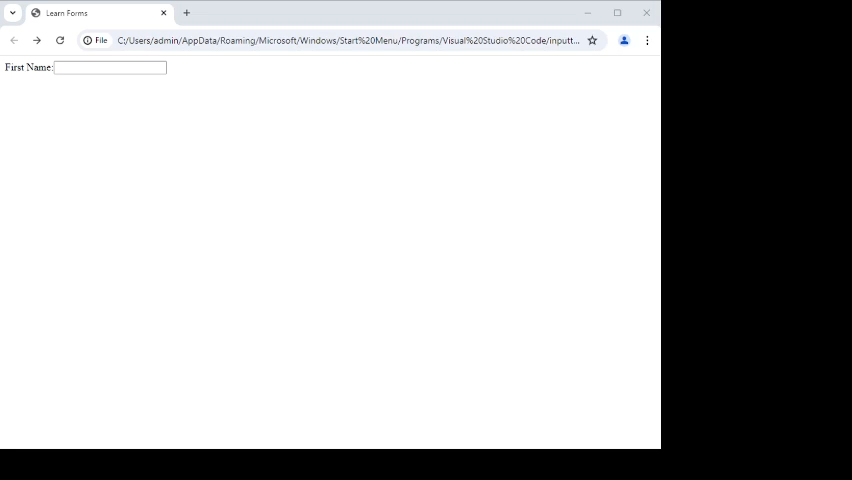 Learn Forms
File C:/Users/admin/AppData/Roaming/Microsoft/Windows/Start%20Menu/Programs/Visual%20Studio%20Code/inputt...
First Name: